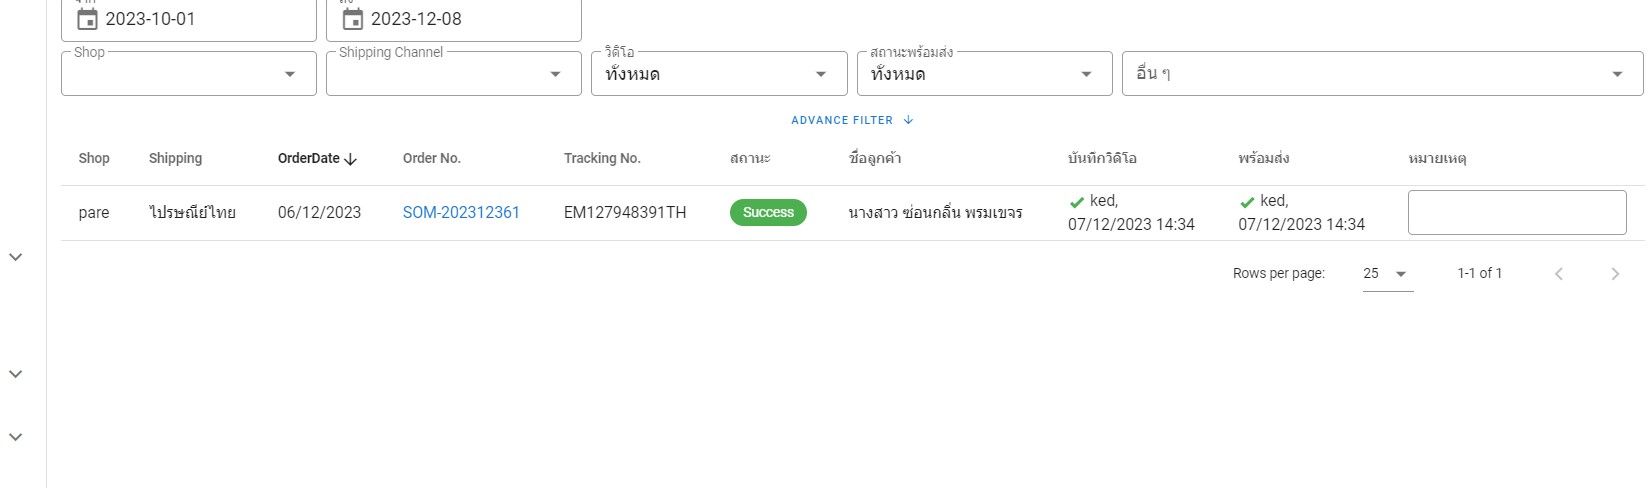 จาก
ถึง
2023-10-01
2023-12-08
Shop
Shipping Channel
วิดีโอ
สถานะพร้อมส่ง
ทั้งหมด
ทั้งหมด
อื่น ๆ
ADVANCE FILTER
Shop
Shipping
OrderDate
Order No.
Tracking No.
สถานะ
ชื่อลูกค้า
บันทึกวิดีโอ
พร้อมส่ง
หมายเหตุ
pare
ไปรษณีย์ไทย
06/12/2023
SOM-202312361
EM127948391TH
Success
นางสาว ซ่อนกลิ่น พรมเขจร
ked,
07/12/2023 14:34
ked,
07/12/2023 14:34
Rows per page:
25
1-1 of 1